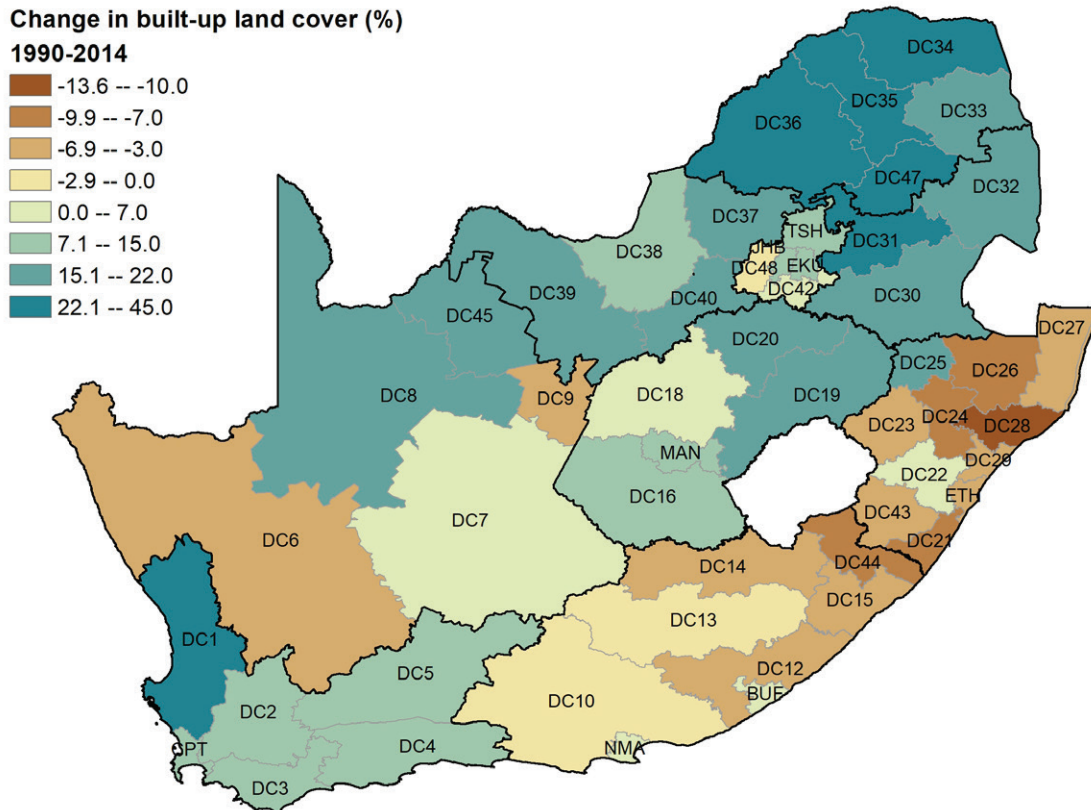 Change in built-up land cover (%)
1990-2014
-13.6 -- -10.0
-9.9 -- -7.0
-6.9 -- -3.0
-2.9 -- 0.0
0.0 -- 7.0
7.1 -- 15.0
15.1 -- 22.0
22.1 -- 45.0
DC34
DC35
DC33
DC36
DC47
DC32
DC37
TSH
DC31
DC38
JHB
DC48
EKU
DC42
DC39
DC40
DC30
DC45
DC20
DC27
DC25
DC26
DC8
DC9
DC18
DC19
DC24
DC23
DC28
MAN
DC29
DC22
DC16
ETH
DC7
DC43
DC6
DC21
DC14
DC44
DC15
DC13
DC1
DC12
DC5
BUF
DC10
DC2
CPT
DC4
NMA
DC3